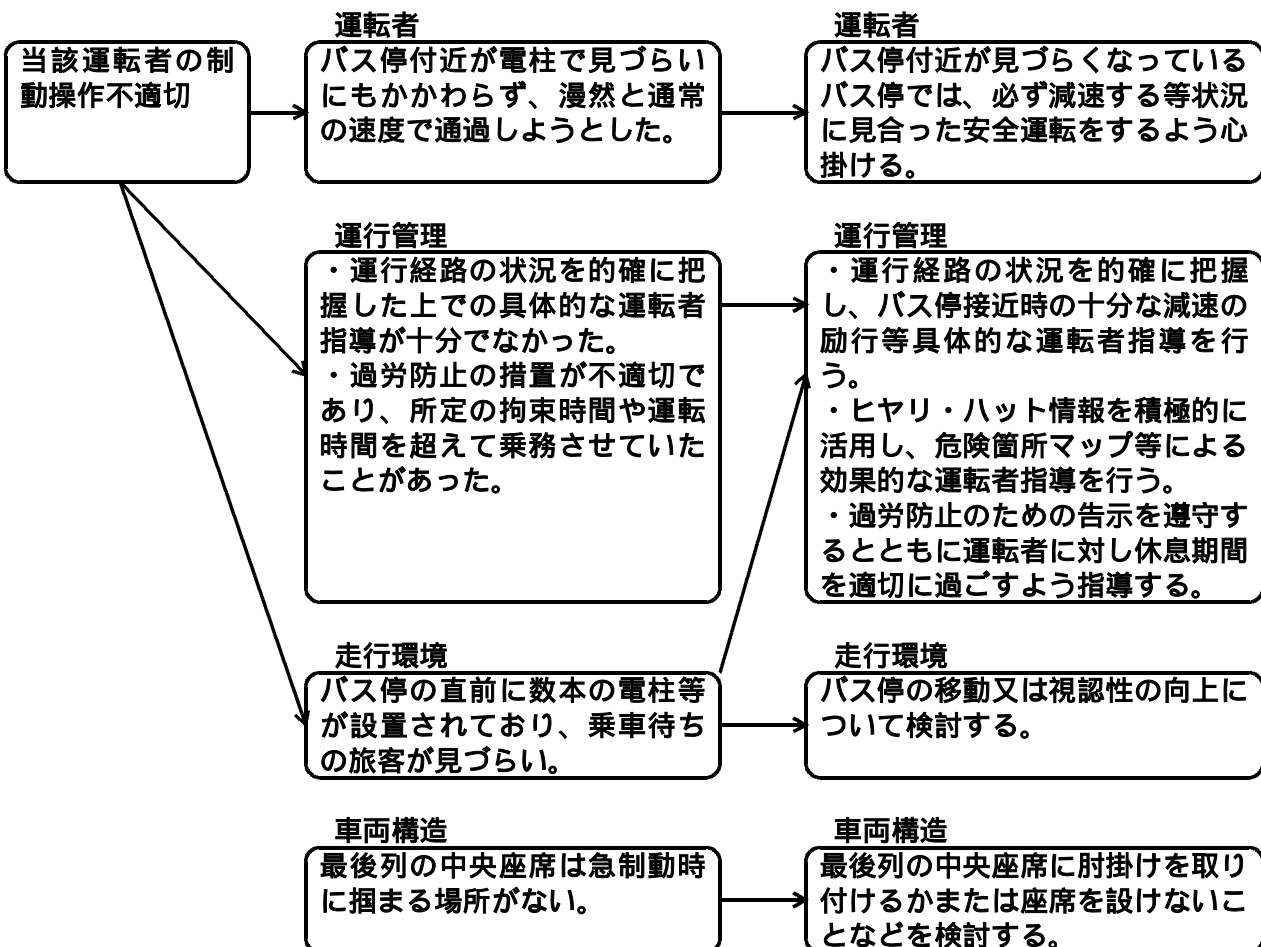 当該運転者の制
動操作不適切
運転者
バス停付近が電柱で見づらい
にもかかわらず、漫然と通常
の速度で通過しようとした。
運転者
バス停付近が見づらくなっている
バス停では、必ず減速する等状況
に見合った安全運転をするよう心
掛ける。
運行管理
・運行経路の状況を的確に把
握した上での具体的な運転者
指導が十分でなかった。
・過労防止の措置が不適切で
あり、所定の拘束時間や運転
時間を超えて乗務させていた
ことがあった。
運行管理
・運行経路の状況を的確に把握
し、バス停接近時の十分な減速の
励行等具体的な運転者指導を行
う。
・ヒヤリ・ハット情報を積極的に
活用し、危険箇所マップ等による
効果的な運転者指導を行う。
・過労防止のための告示を遵守す
るとともに運転者に対し休息期間
を適切に過ごすよう指導する。
走行環境
バス停の直前に数本の電柱等
が設置されており、乗車待ち
の旅客が見づらい。
走行環境
バス停の移動又は視認性の向上に
ついて検討する。
車両構造
最後列の中央座席は急制動時
に掴まる場所がない。
車両構造
最後列の中央座席に肘掛けを取り
付けるかまたは座席を設けないこ
となどを検討する。